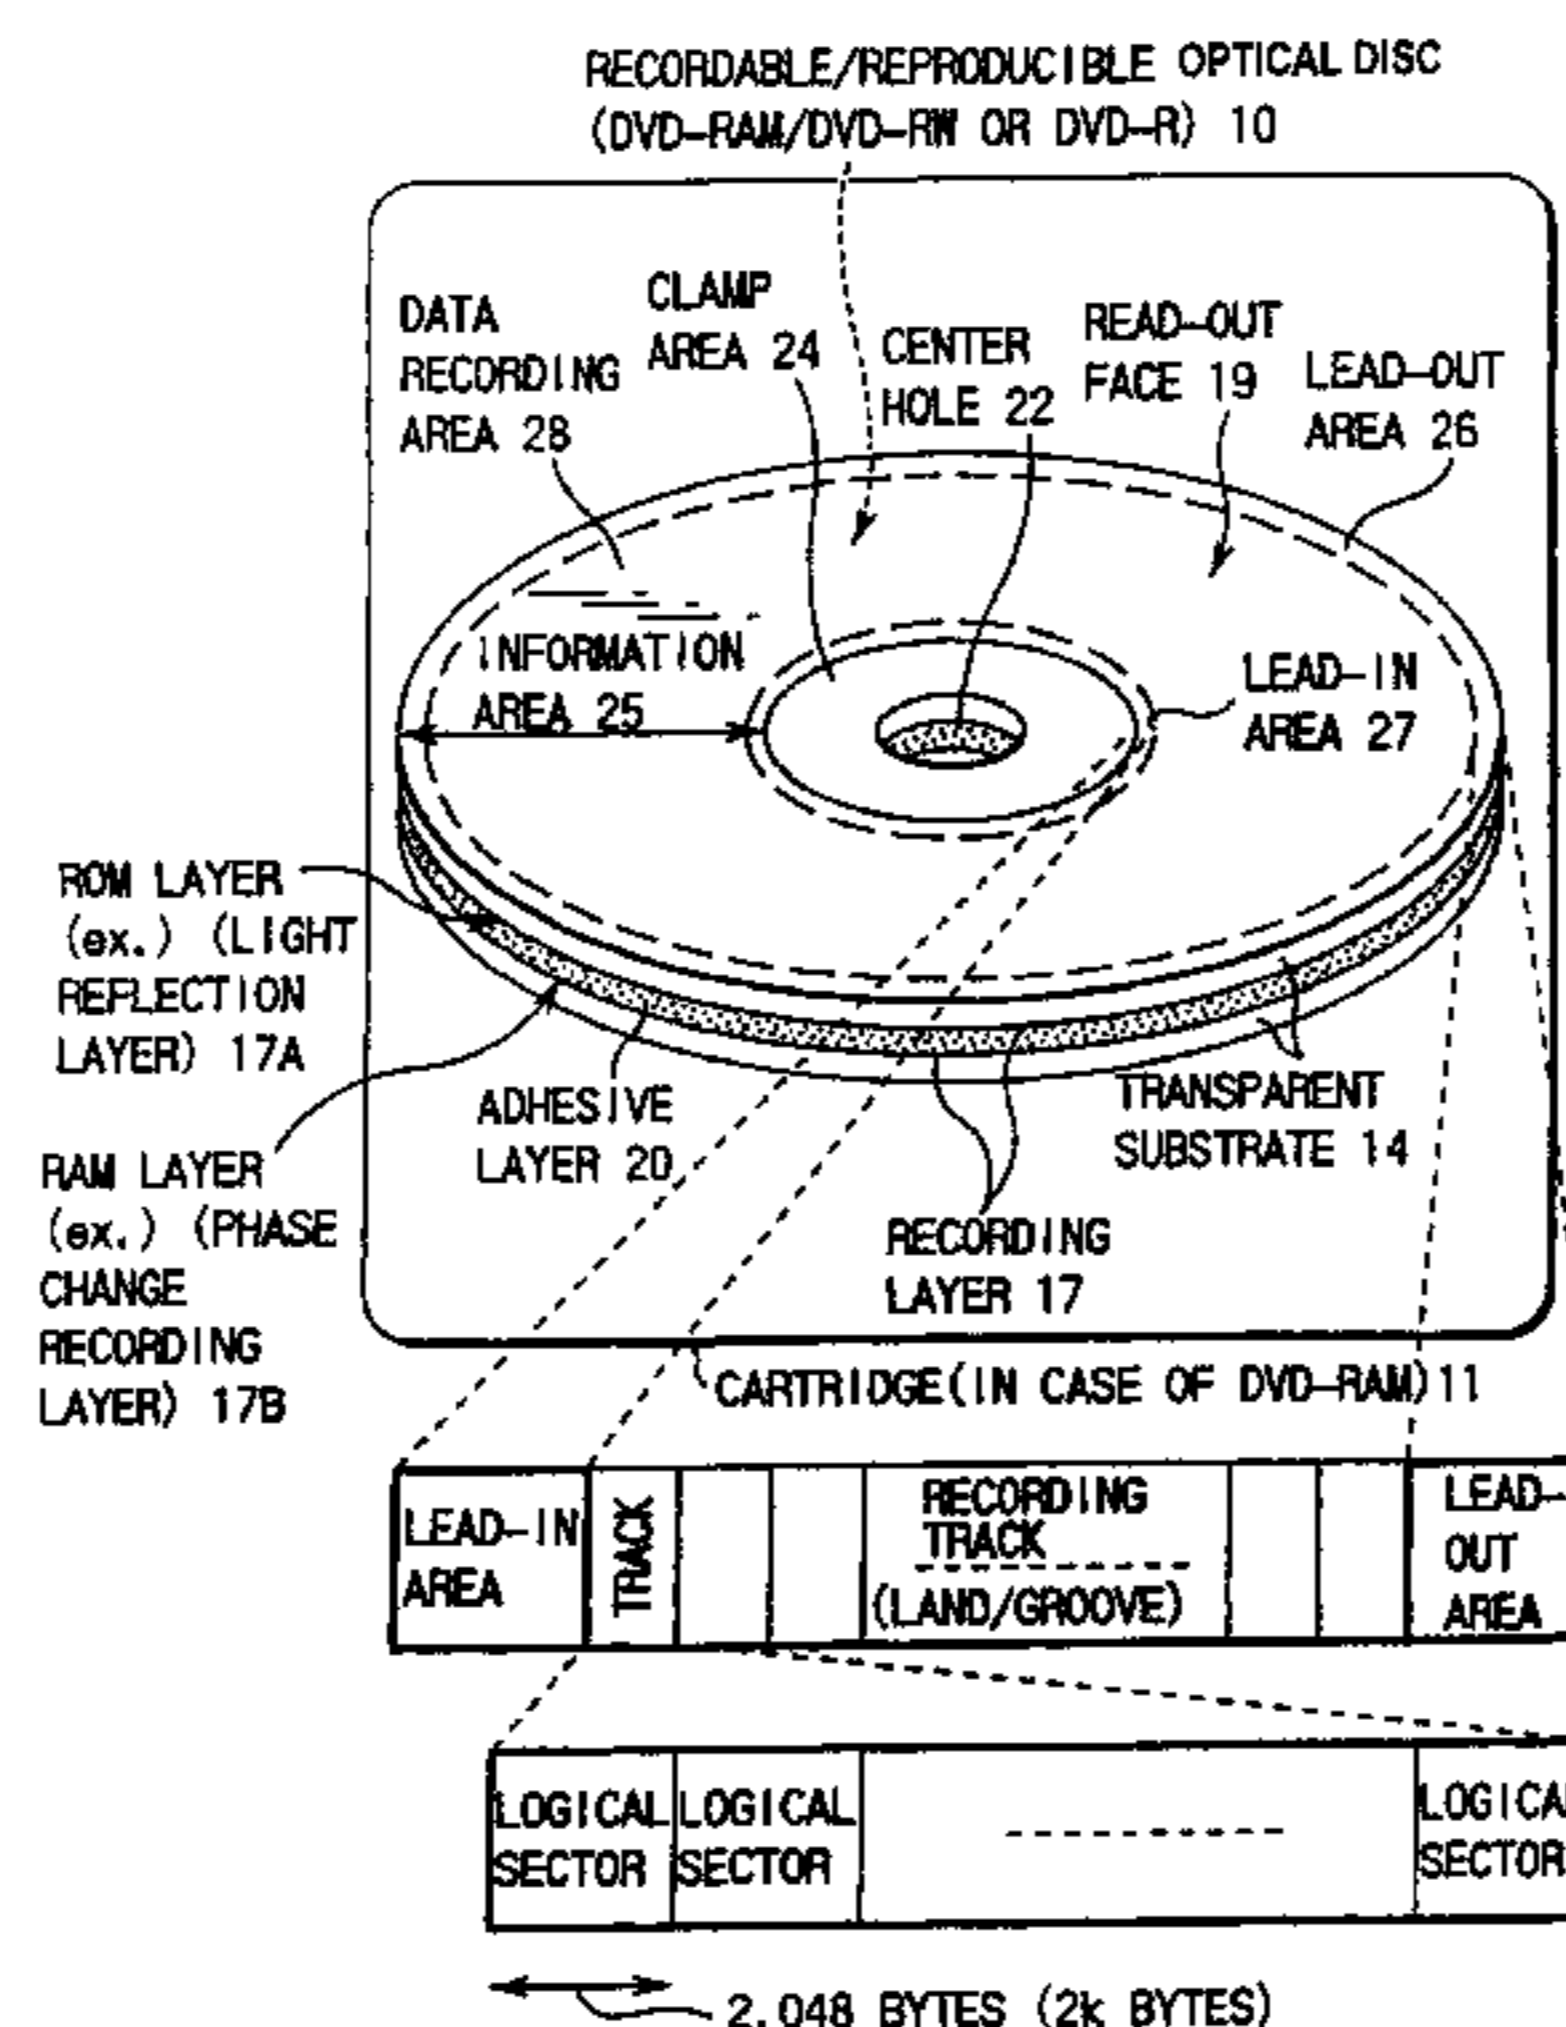 RECORDABLE/REPRODUCIBLE OPTICAL DISC
(DVD-RAM/DVD-RW OR DVD-R) 10
DATA
RECORDING
AREA 28
CLAMP
AREA 24
CENTER
HOLE 22
READ-OUT
FACE 19
LEAD-OUT
AREA 26
INFORMATION
AREA 25
LEAD-IN
AREA 27
ROM LAYER
(ex.) (LIGHT
REFLECTION
LAYER) 17A
ADHESIVE
LAYER 20
TRANSPARENT
SUBSTRATE 14
RAM LAYER
(ex.) (PHASE
CHANGE
RECORDING
LAYER) 17B
RECORDING
LAYER 17
CARTRIDGE(IN CASE OF DVD-RAM)11
LEAD-IN
AREA
TRACK
RECORDING
TRACK
(LAND/GROOVE)
LEAD-
OUT
AREA
LOGICAL
SECTOR
LOGICAL
SECTOR
LOGICAL
SECTOR
2.048 BYTES (2k BYTES)